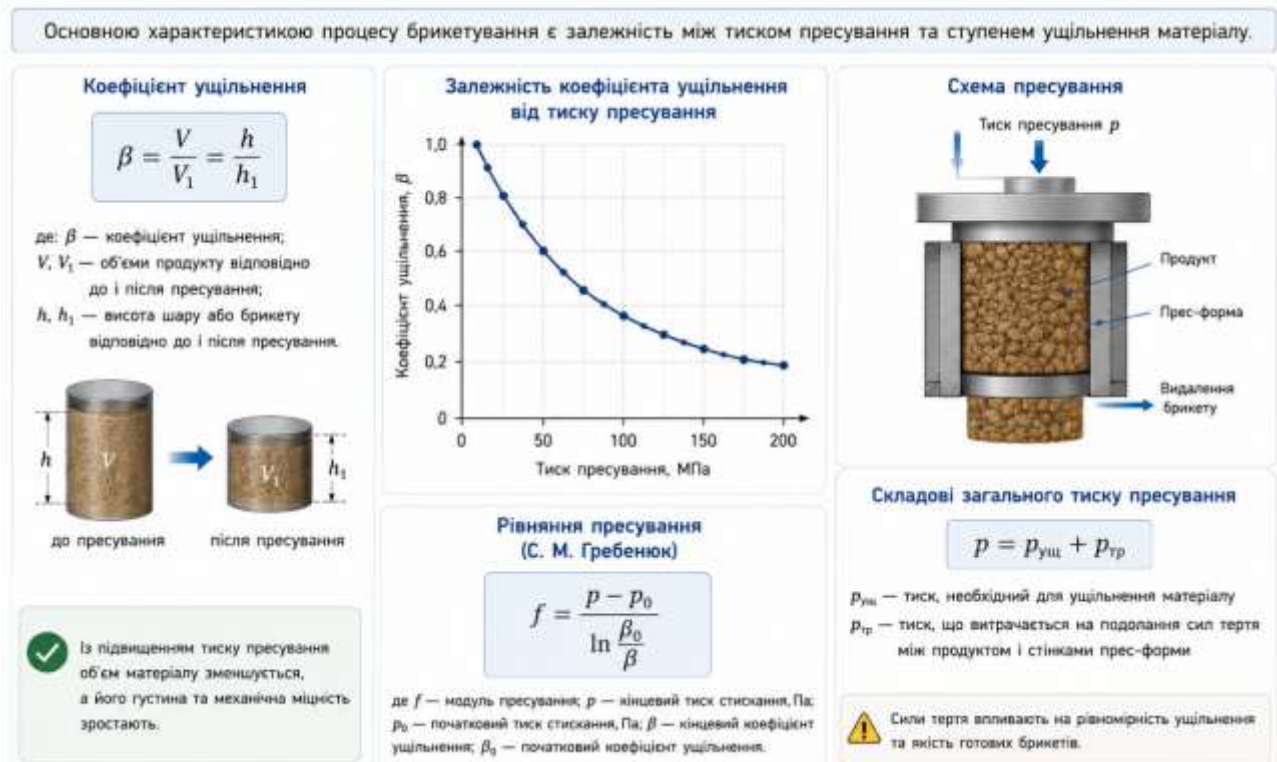 Основною характеристикою процесу брикетування є залежність між тиском пресування та ступенем ущільнення матеріалу.
Коефіцієнт ущільнення
β = V / V₁ = h / h₁
де: β — коефіцієнт ущільнення;
V, V₁ — об'єми продукту відповідно
до і після пресування;
h, h₁ — висота шару або брикету
відповідно до і після пресування.
h
V
V₁
h₁
до пресування
після пресування
Із підвищенням тиску пресування
об'єм матеріалу зменшується,
а його густина та механічна міцність
зростають.
Залежність коефіцієнта ущільнення
від тиску пресування
Коефіцієнт ущільнення, β
1,0
0,8
0,6
0,4
0,2
0
0 50 100 150 200
Тиск пресування, МПа
Рівняння пресування
(С. М. Гребенюк)
f = (p − p₀) / ln (β₀ / β)
де f — модуль пресування; p — кінцевий тиск стискання, Па;
p₀ — початковий тиск стискання, Па; β — кінцевий коефіцієнт
ущільнення; β₀ — початковий коефіцієнт ущільнення.
Схема пресування
Тиск пресування p
Продукт
Прес-форма
Видалення
брикету
Складові загального тиску пресування
p = pущ + pтр
pущ — тиск, необхідний для ущільнення матеріалу
pтр — тиск, що витрачається на подолання сил тертя
між продуктом і стінками прес-форми
Сили тертя впливають на рівномірність ущільнення
та якість готових брикетів.